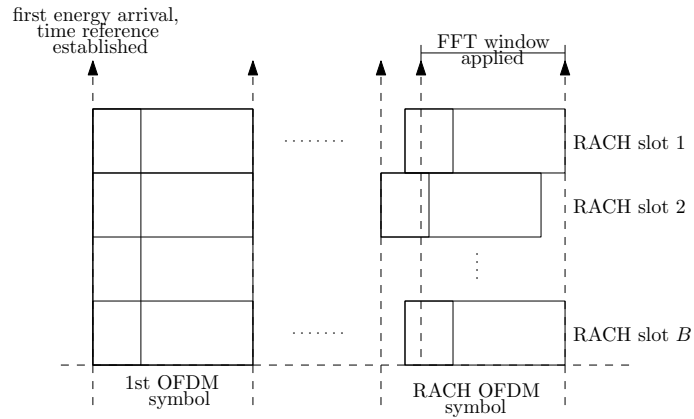 first energy arrival,
time reference
established
FFT window
applied
RACH slot 1
RACH slot 2
RACH slot B
1st OFDM
symbol
RACH OFDM
symbol